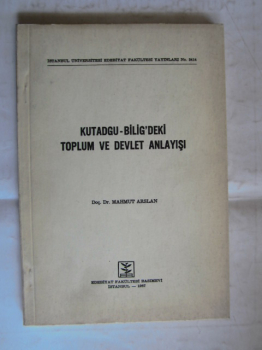 İSTANBUL ÜNİVERSİTESİ EDEBİYAT FAKÜLTESİ YAYINLARI No.
KUTADGU-BİLİG'DEKİ
TOPLUM VE DEVLET ANLAYIŞI
Doç. Dr. MAHMUT ARSLAN
EDEBİYAT FAKÜLTESİ BASIMEVİ
İSTANBUL — 1987